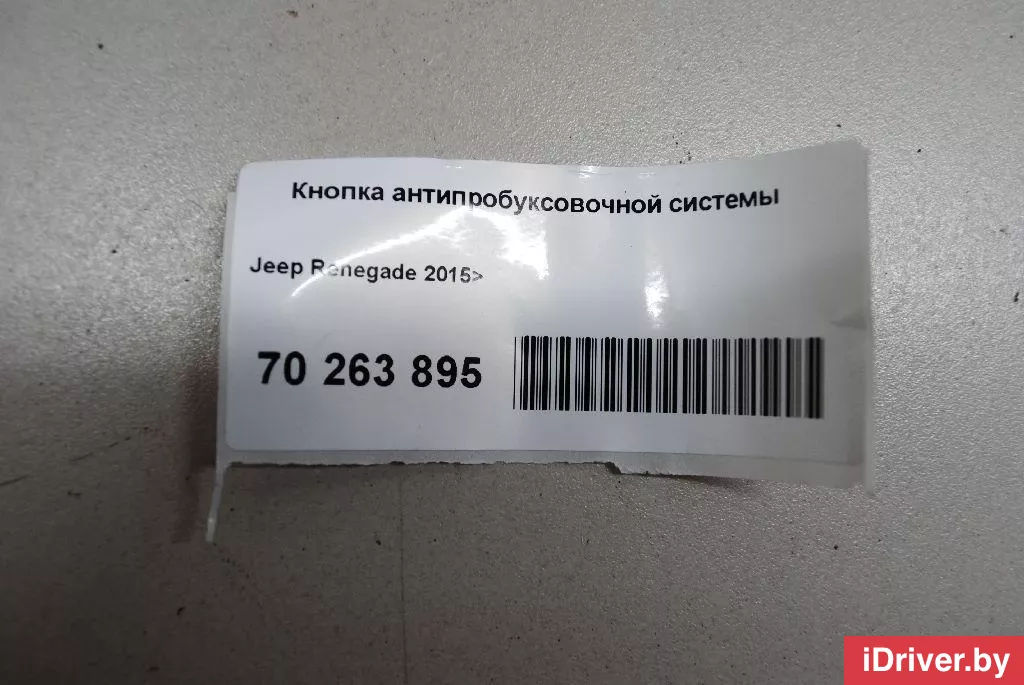 Кнопка антипробуксовочной системы
Jeep Renegade 2015>
70 263 895
iDriver.by